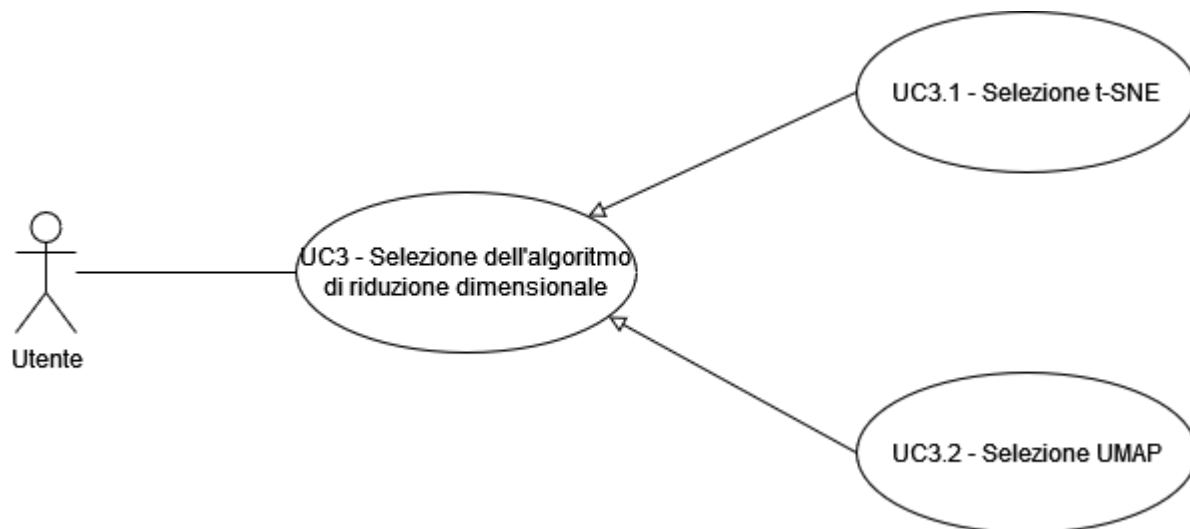 UC3.1 - Selezione t-SNE
UC3 - Selezione dell'algoritmo
di riduzione dimensionale
Utente
UC3.2 - Selezione UMAP